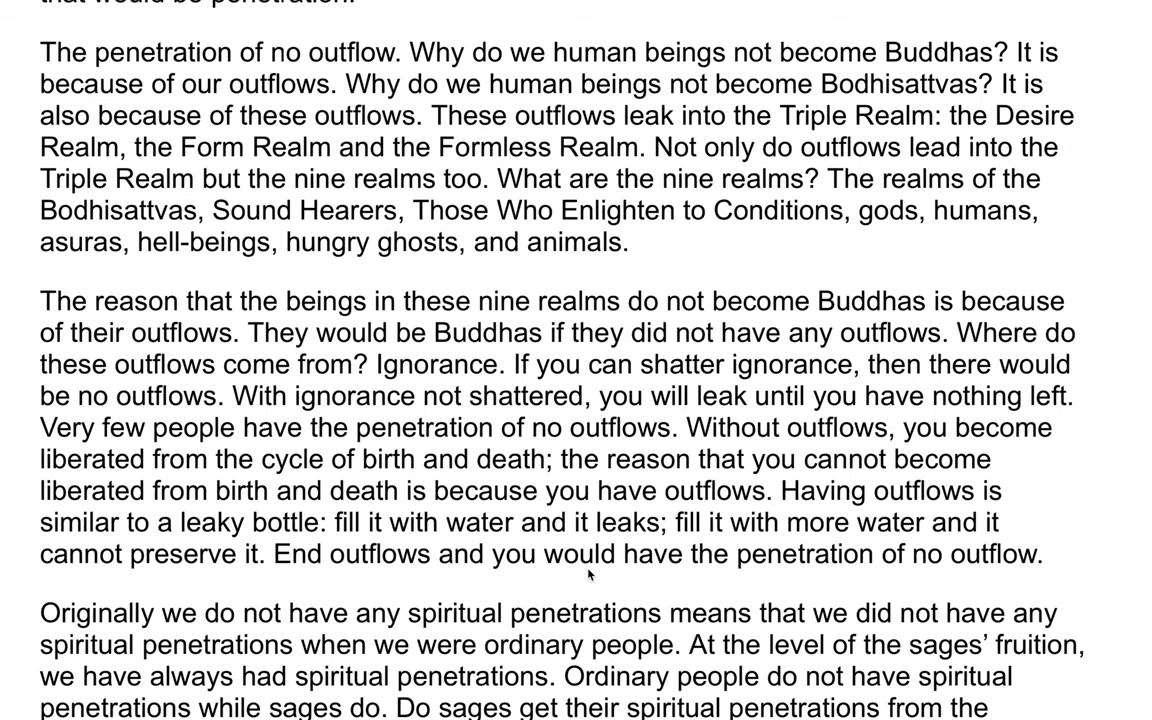 that would be penetration.
The penetration of no outflow. Why do we human beings not become Buddhas? It is
because of our outflows. Why do we human beings not become Bodhisattvas? It is
also because of these outflows. These outflows leak into the Triple Realm: the Desire
Realm, the Form Realm and the Formless Realm. Not only do outflows lead into the
Triple Realm but the nine realms too. What are the nine realms? The realms of the
Bodhisattvas, Sound Hearers, Those Who Enlighten to Conditions, gods, humans,
asuras, hell-beings, hungry ghosts, and animals.
The reason that the beings in these nine realms do not become Buddhas is because
of their outflows. They would be Buddhas if they did not have any outflows. Where do
these outflows come from? Ignorance. If you can shatter ignorance, then there would
be no outflows. With ignorance not shattered, you will leak until you have nothing left.
Very few people have the penetration of no outflows. Without outflows, you become
liberated from the cycle of birth and death; the reason that you cannot become
liberated from birth and death is because you have outflows. Having outflows is
similar to a leaky bottle: fill it with water and it leaks; fill it with more water and it
cannot preserve it. End outflows and you would have the penetration of no outflow.
Originally we do not have any spiritual penetrations means that we did not have any
spiritual penetrations when we were ordinary people. At the level of the sages’ fruition,
we have always had spiritual penetrations. Ordinary people do not have spiritual
penetrations while sages do. Do sages get their spiritual penetrations from the